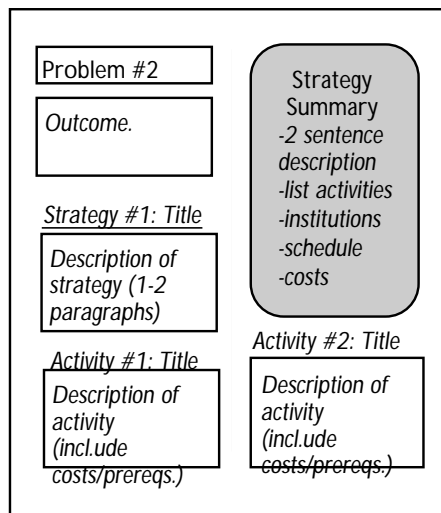 Problem #2
Outcome.
Strategy #1: Title
Description of
strategy (1-2
paragraphs)
Activity #1: Title
Description of
activity
(incl.ude
costs/prereqs.)
Strategy
Summary
-2 sentence
description
-list activities
-institutions
-schedule
-costs
Activity #2: Title
Description of
activity
(incl.ude
costs/prereqs.)